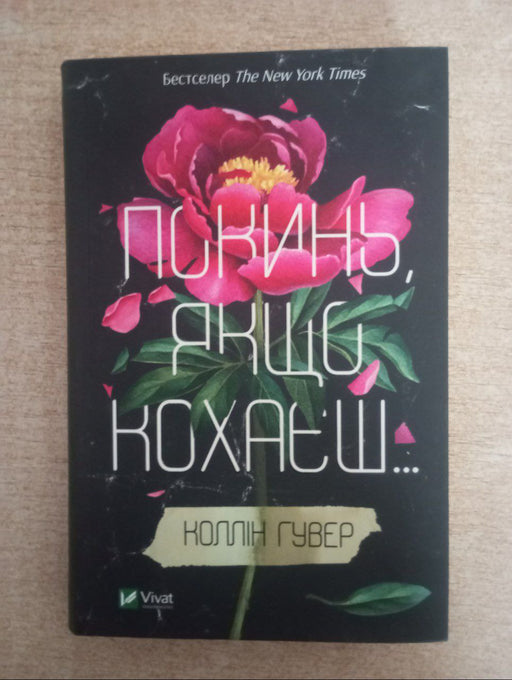 Бестселер The New York Times
ПОКИНЬ,
ЯКЩО
КОХАЄШ...
КОЛЛІН ГУВЕР
Vivat